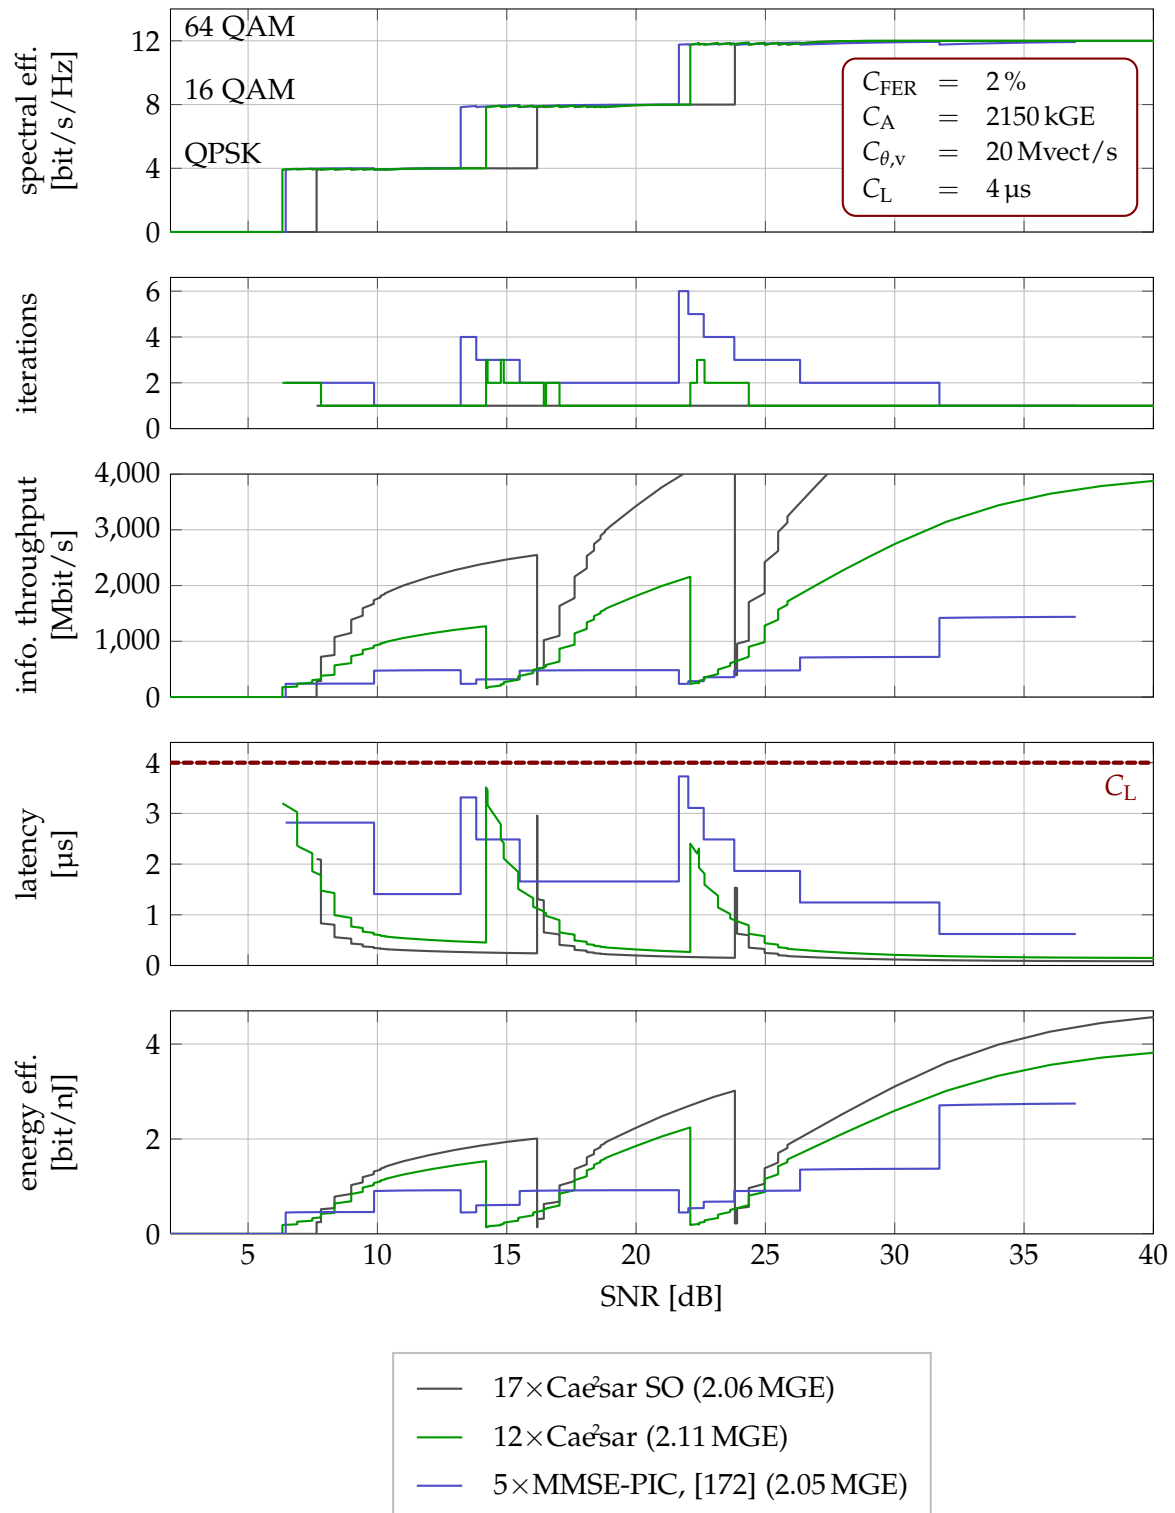 spectral eff.
[bit/s/Hz]
12
8
4
0
64 QAM
16 QAM
QPSK
C_FER = 2 %
C_A = 2150 kGE
C_θ,v = 20 Mvect/s
C_L = 4 µs
iterations
6
4
2
0
info. throughput
[Mbit/s]
4,000
3,000
2,000
1,000
0
latency
[µs]
4
3
2
1
0
C_L
energy eff.
[bit/nJ]
4
2
0
5 10 15 20 25 30 35 40
SNR [dB]
17×Cae²sar SO (2.06 MGE)
12×Cae²sar (2.11 MGE)
5×MMSE-PIC, [172] (2.05 MGE)